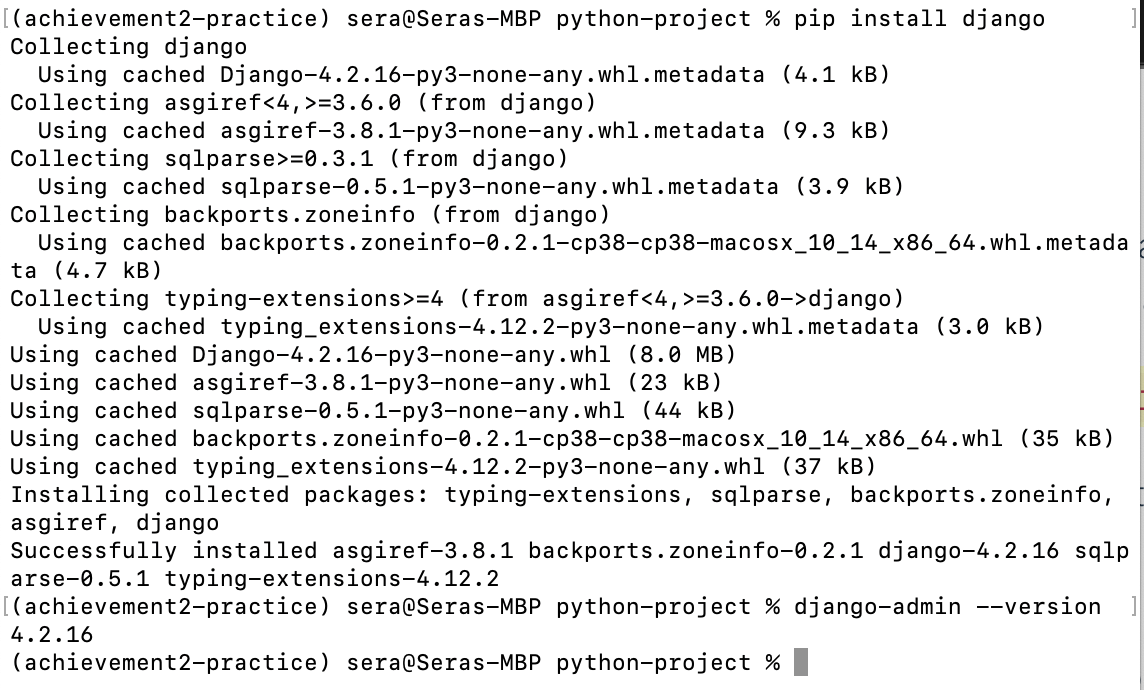 [(achievement2-practice) sera@Seras-MBP python-project % pip install django ]
Collecting django
  Using cached Django-4.2.16-py3-none-any.whl.metadata (4.1 kB)
Collecting asgiref<4,>=3.6.0 (from django)
  Using cached asgiref-3.8.1-py3-none-any.whl.metadata (9.3 kB)
Collecting sqlparse>=0.3.1 (from django)
  Using cached sqlparse-0.5.1-py3-none-any.whl.metadata (3.9 kB)
Collecting backports.zoneinfo (from django)
  Using cached backports.zoneinfo-0.2.1-cp38-cp38-macosx_10_14_x86_64.whl.metada
ta (4.7 kB)
Collecting typing-extensions>=4 (from asgiref<4,>=3.6.0->django)
  Using cached typing_extensions-4.12.2-py3-none-any.whl.metadata (3.0 kB)
Using cached Django-4.2.16-py3-none-any.whl (8.0 MB)
Using cached asgiref-3.8.1-py3-none-any.whl (23 kB)
Using cached sqlparse-0.5.1-py3-none-any.whl (44 kB)
Using cached backports.zoneinfo-0.2.1-cp38-cp38-macosx_10_14_x86_64.whl (35 kB)
Using cached typing_extensions-4.12.2-py3-none-any.whl (37 kB)
Installing collected packages: typing-extensions, sqlparse, backports.zoneinfo,
asgiref, django
Successfully installed asgiref-3.8.1 backports.zoneinfo-0.2.1 django-4.2.16 sqlp
arse-0.5.1 typing-extensions-4.12.2
[(achievement2-practice) sera@Seras-MBP python-project % django-admin --version ]
4.2.16
(achievement2-practice) sera@Seras-MBP python-project %